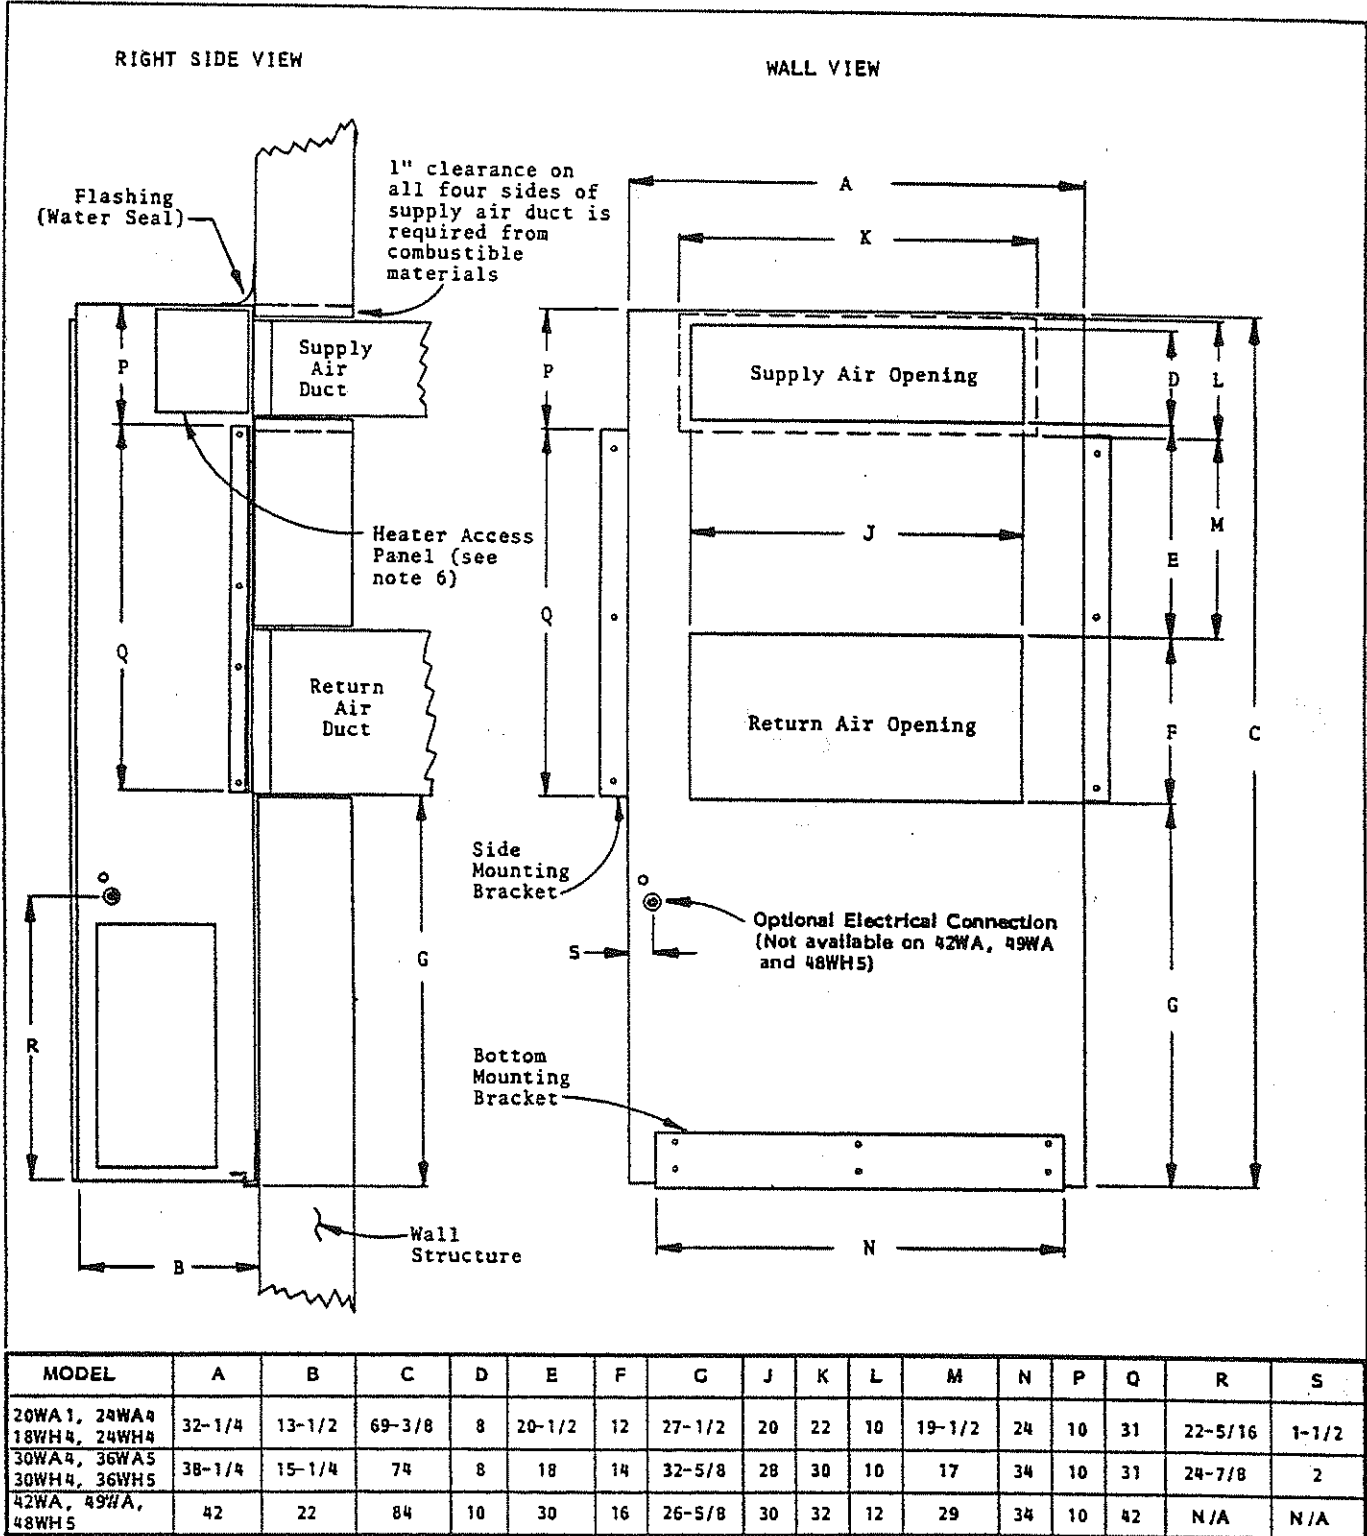 RIGHT SIDE VIEW
WALL VIEW
Flashing
(Water Seal)
1" clearance on
all four sides of
supply air duct is
required from
combustible
materials
A
K
P
Supply
Air
Duct
P
Supply Air Opening
D
L
Heater Access
Panel (see
note 6)
J
M
E
Q
Q
Return
Air
Duct
Return Air Opening
F
C
Side
Mounting
Bracket
Optional Electrical Connection
(Not available on 42WA, 49WA
and 48WH5)
S
G
G
R
Bottom
Mounting
Bracket
Wall
Structure
B
N
MODEL A B C D E F G J K L M N P Q R S
20WA1, 24WA4
18WH4, 24WH4 32-1/4 13-1/2 69-3/8 8 20-1/2 12 27-1/2 20 22 10 19-1/2 24 10 31 22-5/16 1-1/2
30WA4, 36WA5
30WH4, 36WH5 38-1/4 15-1/4 74 8 18 14 32-5/8 28 30 10 17 34 10 31 24-7/8 2
42WA, 49WA,
48WH5 42 22 84 10 30 16 26-5/8 30 32 12 29 34 10 42 N/A N/A